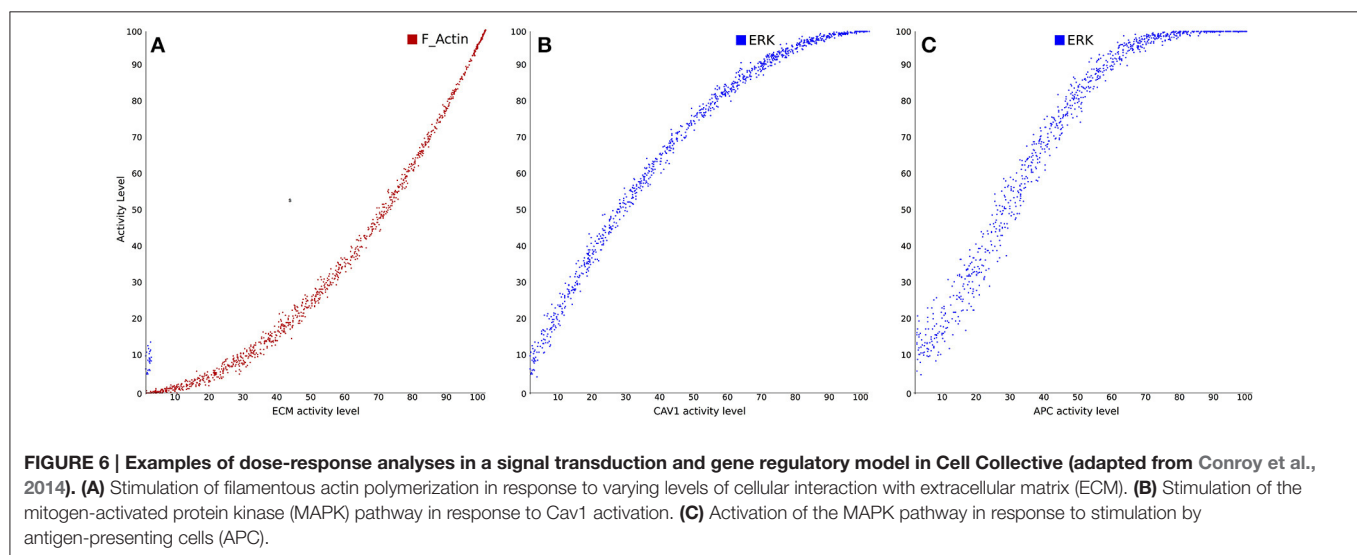 A
F_Actin
B
ERK
C
ERK
100
90
80
70
60
50
40
30
20
10
0
Activity Level
10 20 30 40 50 60 70 80 90 100
ECM activity level
100
90
80
70
60
50
40
30
20
10
0
10 20 30 40 50 60 70 80 90 100
CAV1 activity level
100
90
80
70
60
50
40
30
20
10
0
10 20 30 40 50 60 70 80 90 100
APC activity level
FIGURE 6 | Examples of dose-response analyses in a signal transduction and gene regulatory model in Cell Collective (adapted from Conroy et al.,
2014). (A) Stimulation of filamentous actin polymerization in response to varying levels of cellular interaction with extracellular matrix (ECM). (B) Stimulation of the
mitogen-activated protein kinase (MAPK) pathway in response to Cav1 activation. (C) Activation of the MAPK pathway in response to stimulation by
antigen-presenting cells (APC).